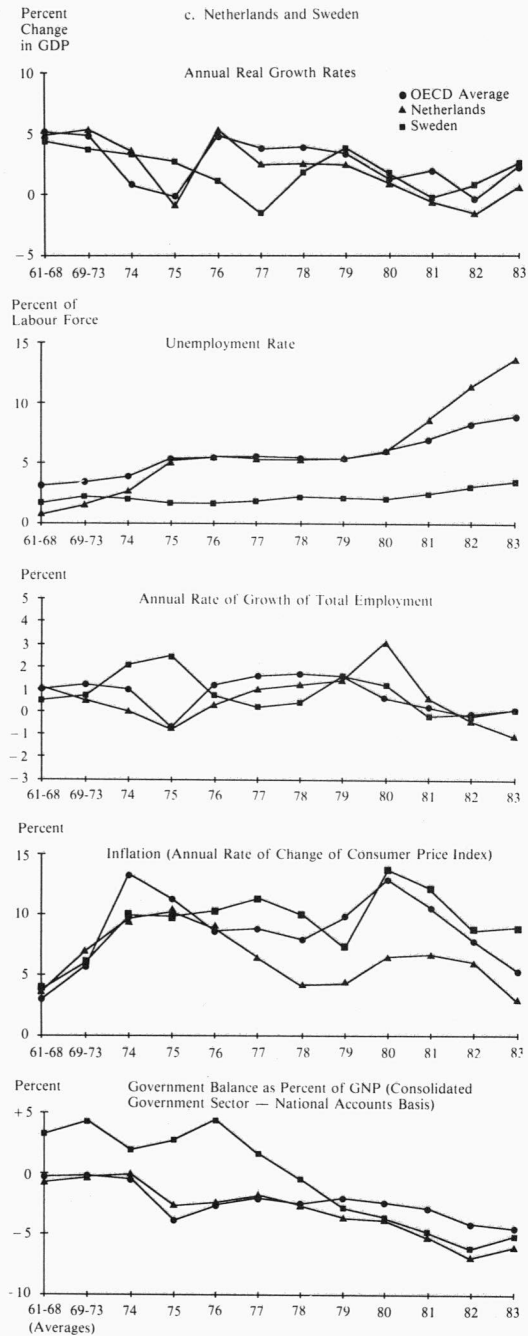 Percent
Change
in GDP
c. Netherlands and Sweden
Annual Real Growth Rates
● OECD Average
▲ Netherlands
■ Sweden
10
5
0
−5
61-68 69-73 74 75 76 77 78 79 80 81 82 83
Percent of
Labour Force
Unemployment Rate
15
10
5
0
61-68 69-73 74 75 76 77 78 79 80 81 82 83
Percent
Annual Rate of Growth of Total Employment
5
4
3
2
1
0
−1
−2
−3
61-68 69-73 74 75 76 77 78 79 80 81 82 83
Percent
Inflation (Annual Rate of Change of Consumer Price Index)
15
10
5
0
61-68 69-73 74 75 76 77 78 79 80 81 82 83
Percent
Government Balance as Percent of GNP (Consolidated
Government Sector — National Accounts Basis)
+5
0
−5
-10
61-68 69-73 74 75 76 77 78 79 80 81 82 83
(Averages)